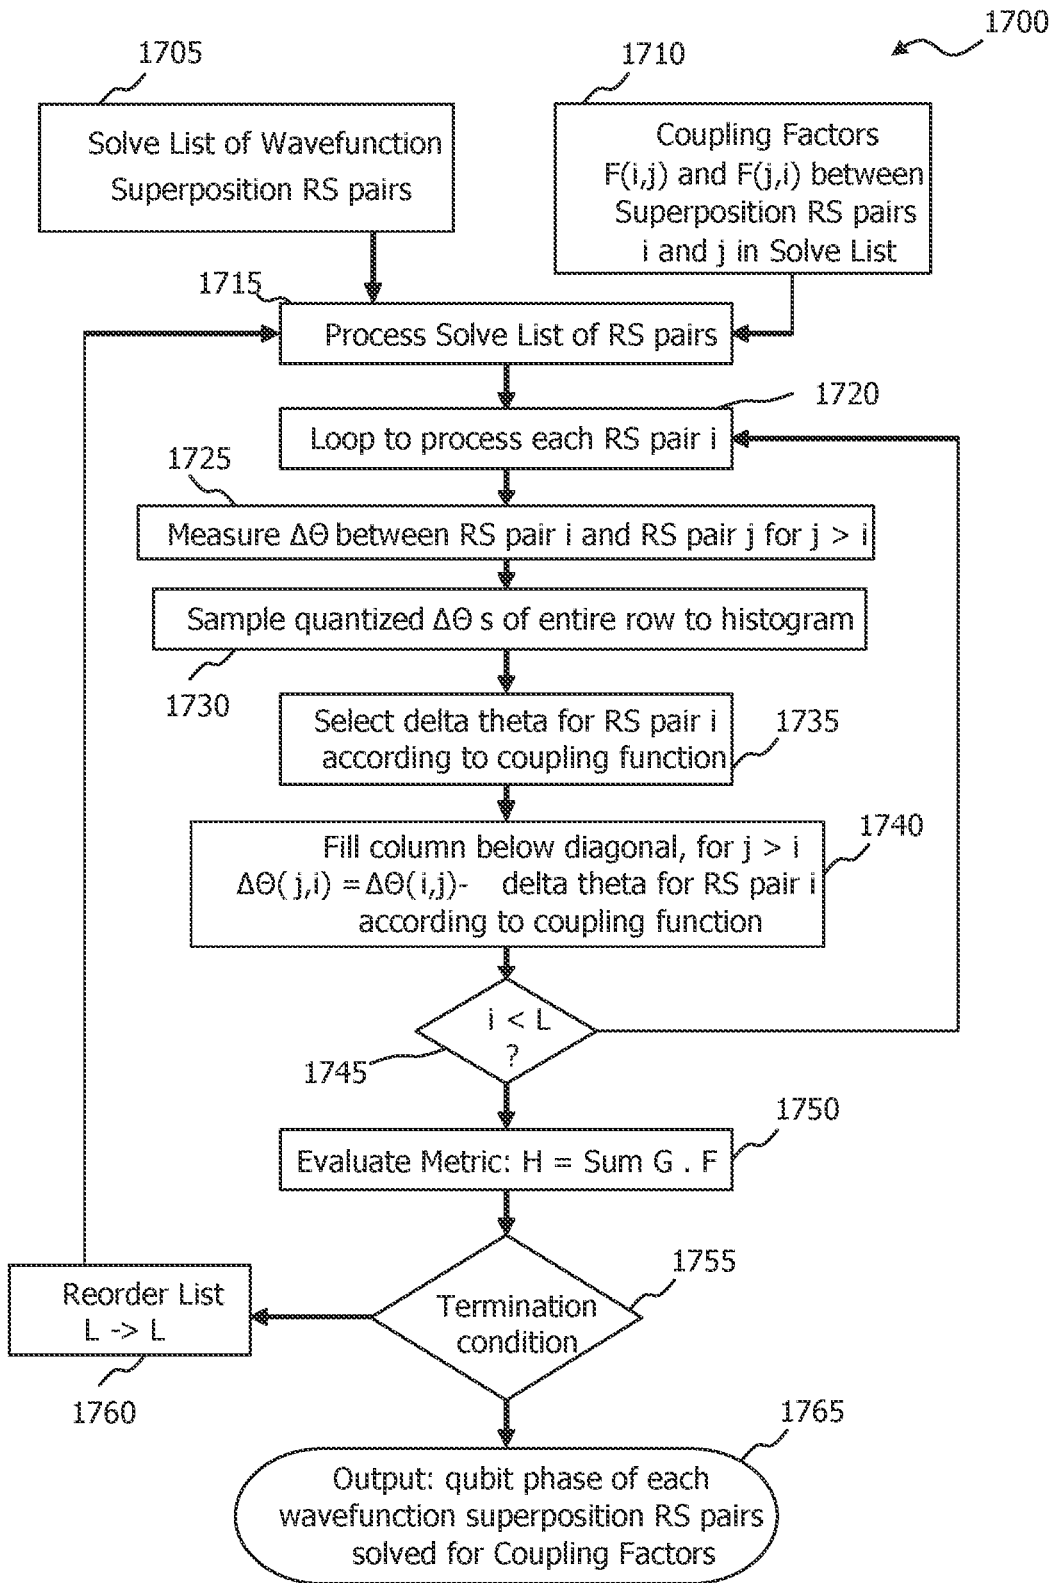 1700
1705
Solve List of Wavefunction
Superposition RS pairs
1710
Coupling Factors
F(i,j) and F(j,i) between
Superposition RS pairs
i and j in Solve List
1715
Process Solve List of RS pairs
1720
Loop to process each RS pair i
1725
Measure ΔΘ between RS pair i and RS pair j for j > i
Sample quantized ΔΘ s of entire row to histogram
1730
Select delta theta for RS pair i
according to coupling function
1735
1740
Fill column below diagonal, for j > i
ΔΘ( j,i) =ΔΘ(i,j)- delta theta for RS pair i
according to coupling function
i < L
?
1745
1750
Evaluate Metric: H = Sum G . F
1755
Termination
condition
Reorder List
L -> L
1760
1765
Output: qubit phase of each
wavefunction superposition RS pairs
solved for Coupling Factors